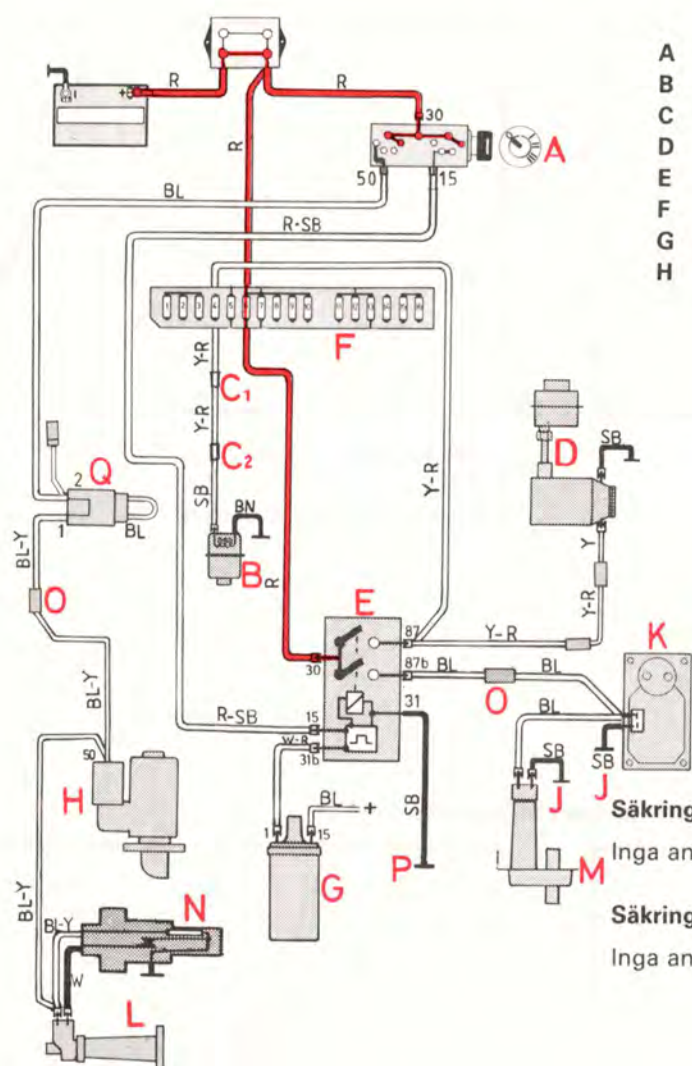 A
B
C
D
E
F
G
H
R
R
+
30
A
R
50
15
BL
R-SB
F
Y-R
C1
Y-R
C2
SB
BN
B
R
Y-R
D
SB
Y
Y-R
2
Q
1
BL
BL-Y
O
BL-Y
E
87
Y-R
K
30
87b
BL
O
BL
15
31
R-SB
BL
W-R
31b
SB
SB
J
J
50
H
BL
+
SB
1
15
G
P
M
Säkring
Inga an
Säkring
Inga an
BL-Y
N
BL-Y
W
L